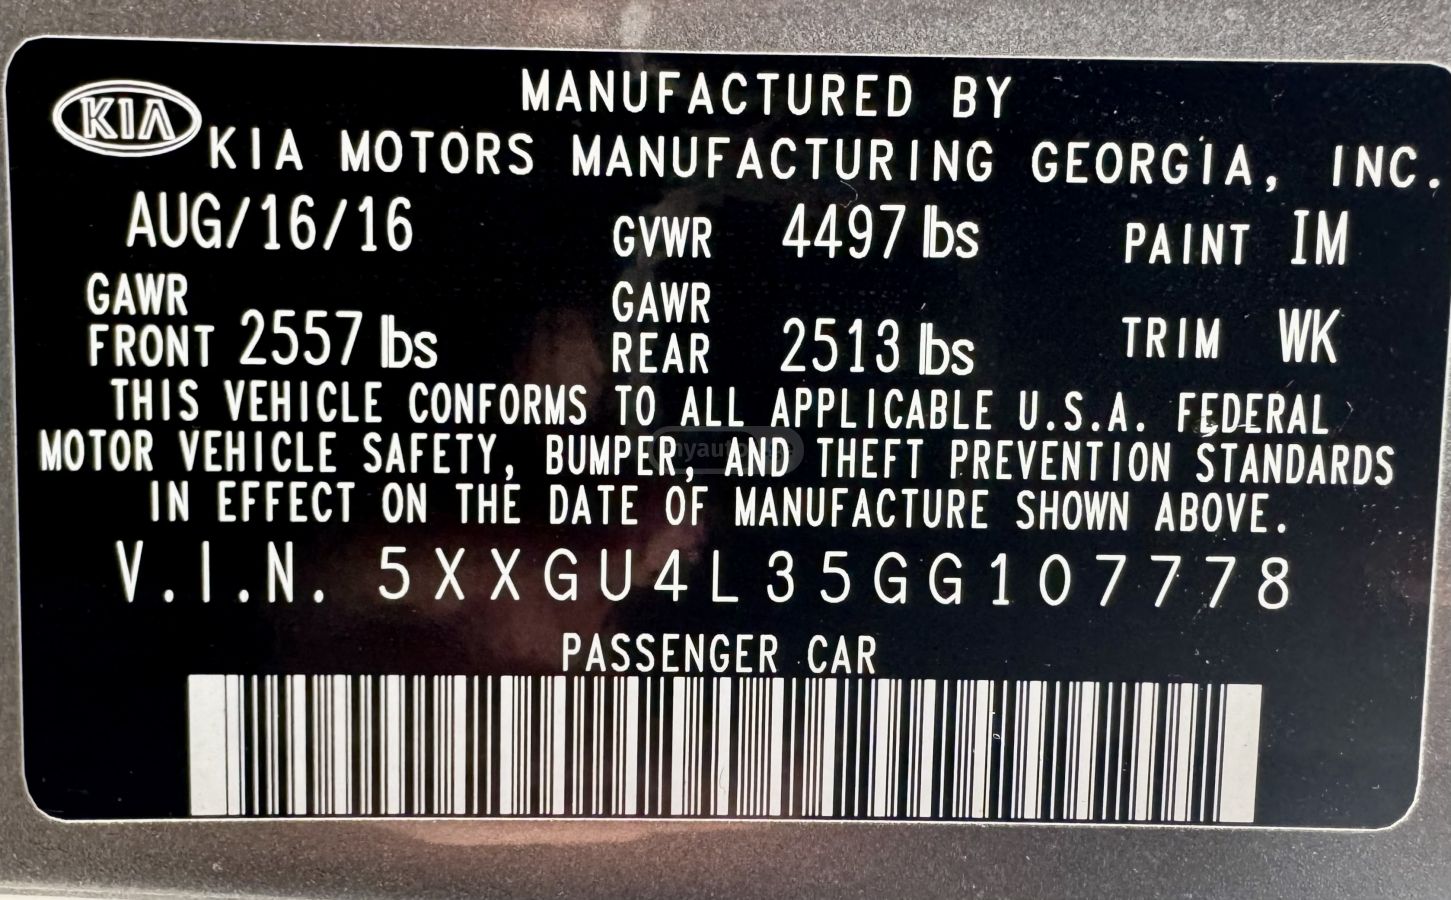 MANUFACTURED BY
KIA KIA MOTORS MANUFACTURING GEORGIA, INC.
AUG/16/16 GVWR 4497 lbs PAINT IM
GAWR FRONT 2557 lbs GAWR REAR 2513 lbs TRIM WK
THIS VEHICLE CONFORMS TO ALL APPLICABLE U.S.A. FEDERAL
MOTOR VEHICLE SAFETY, BUMPER, AND THEFT PREVENTION STANDARDS
IN EFFECT ON THE DATE OF MANUFACTURE SHOWN ABOVE.
V.I.N. 5XXGU4L35GG107778
PASSENGER CAR